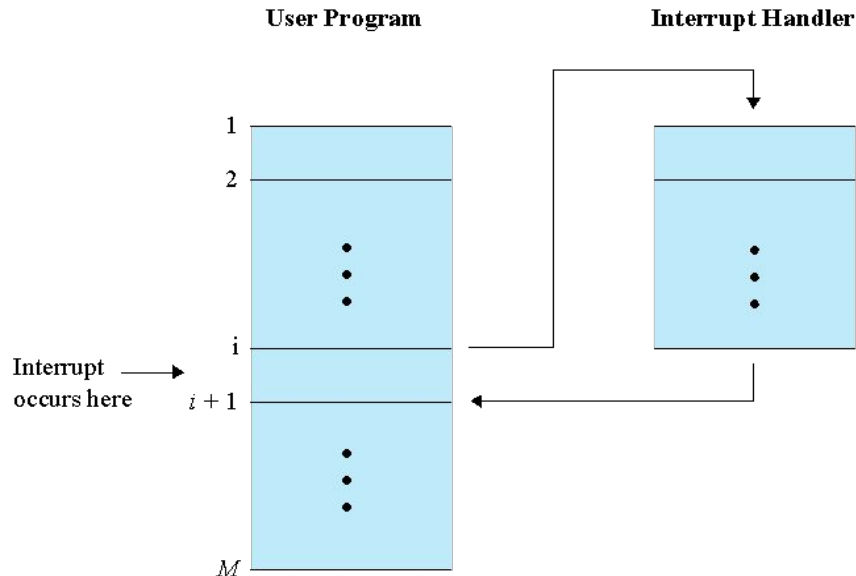 User Program
Interrupt Handler
1
2
i
Interrupt
occurs here
i + 1
M